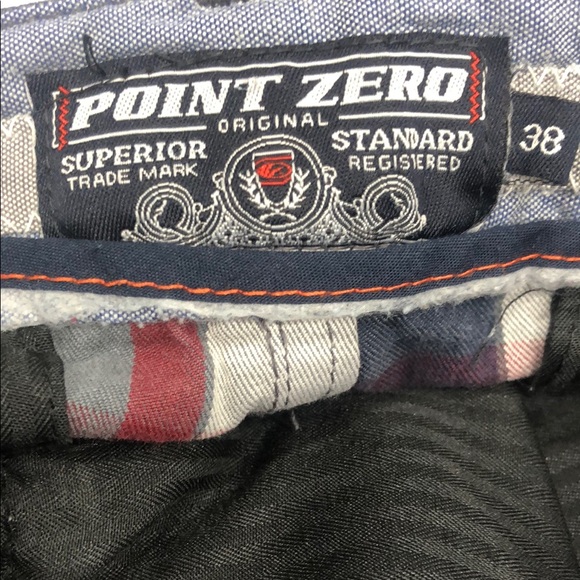 POINT ZERO
ORIGINAL
SUPERIOR STANDARD
TRADE MARK REGISTERED
38